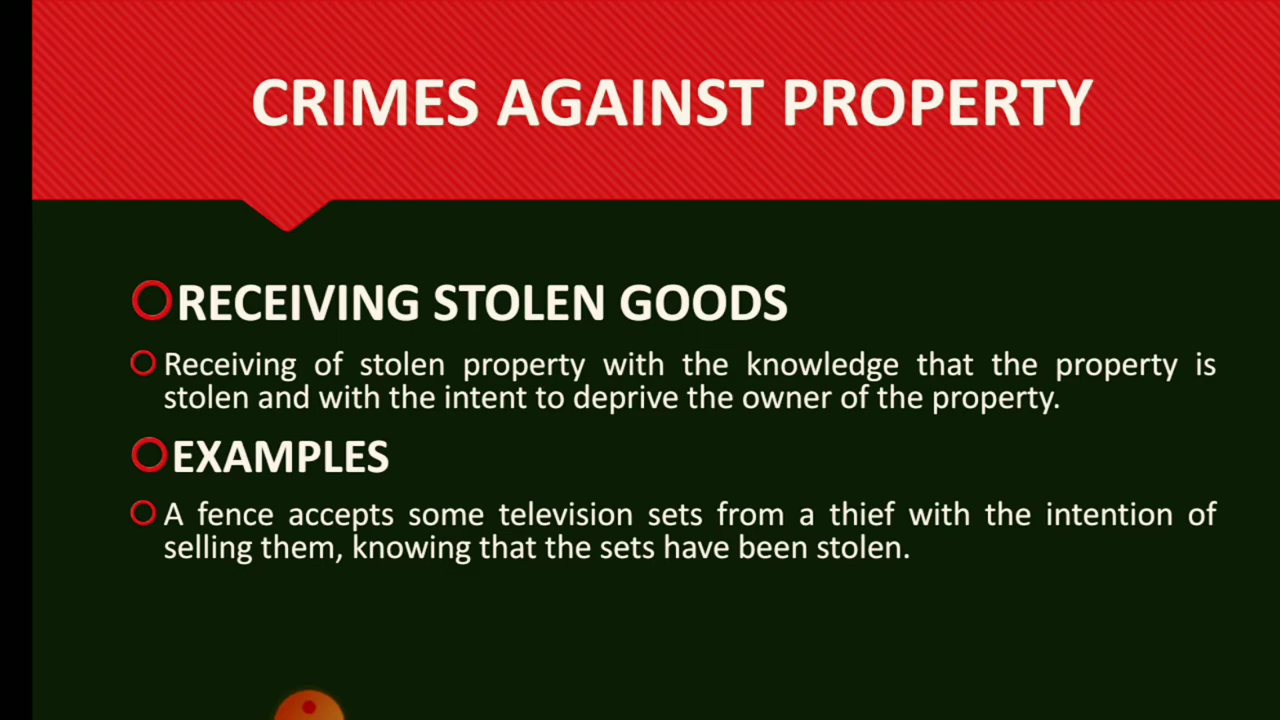 CRIMES AGAINST PROPERTY
RECEIVING STOLEN GOODS
Receiving of stolen property with the knowledge that the property is
stolen and with the intent to deprive the owner of the property.
EXAMPLES
A fence accepts some television sets from a thief with the intention of
selling them, knowing that the sets have been stolen.